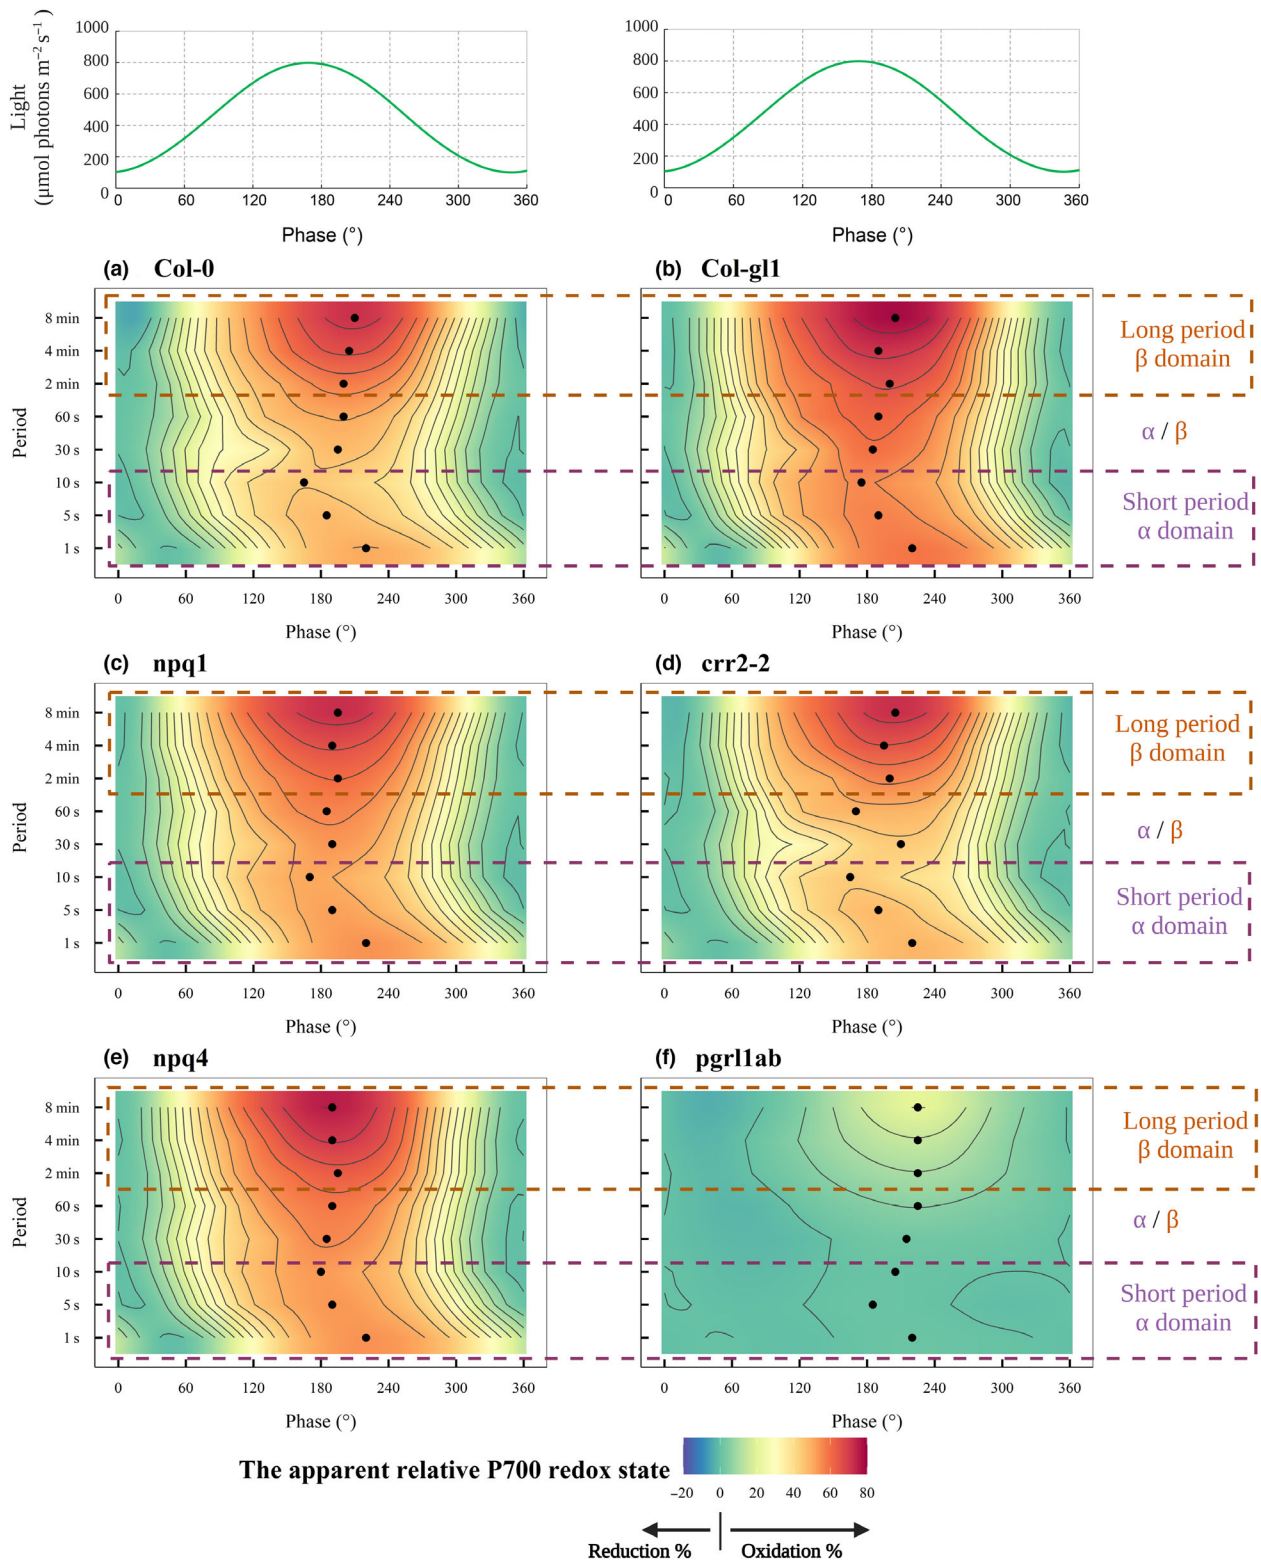 Light
(μmol photons m⁻² s⁻¹)
1000
800
600
400
200
0
0 60 120 180 240 300 360
Phase (°)
1000
800
600
400
200
0
0 60 120 180 240 300 360
Phase (°)
(a) Col-0
(b) Col-gl1
Period
8 min
4 min
2 min
60 s
30 s
10 s
5 s
1 s
Long period
β domain
α / β
Short period
α domain
0 60 120 180 240 300 360
Phase (°)
0 60 120 180 240 300 360
Phase (°)
(c) npq1
(d) crr2-2
Period
8 min
4 min
2 min
60 s
30 s
10 s
5 s
1 s
Long period
β domain
α / β
Short period
α domain
0 60 120 180 240 300 360
Phase (°)
0 60 120 180 240 300 360
Phase (°)
(e) npq4
(f) pgrl1ab
Period
8 min
4 min
2 min
60 s
30 s
10 s
5 s
1 s
Long period
β domain
α / β
Short period
α domain
0 60 120 180 240 300 360
Phase (°)
0 60 120 180 240 300 360
Phase (°)
The apparent relative P700 redox state
−20 0 20 40 60 80
Reduction % Oxidation %